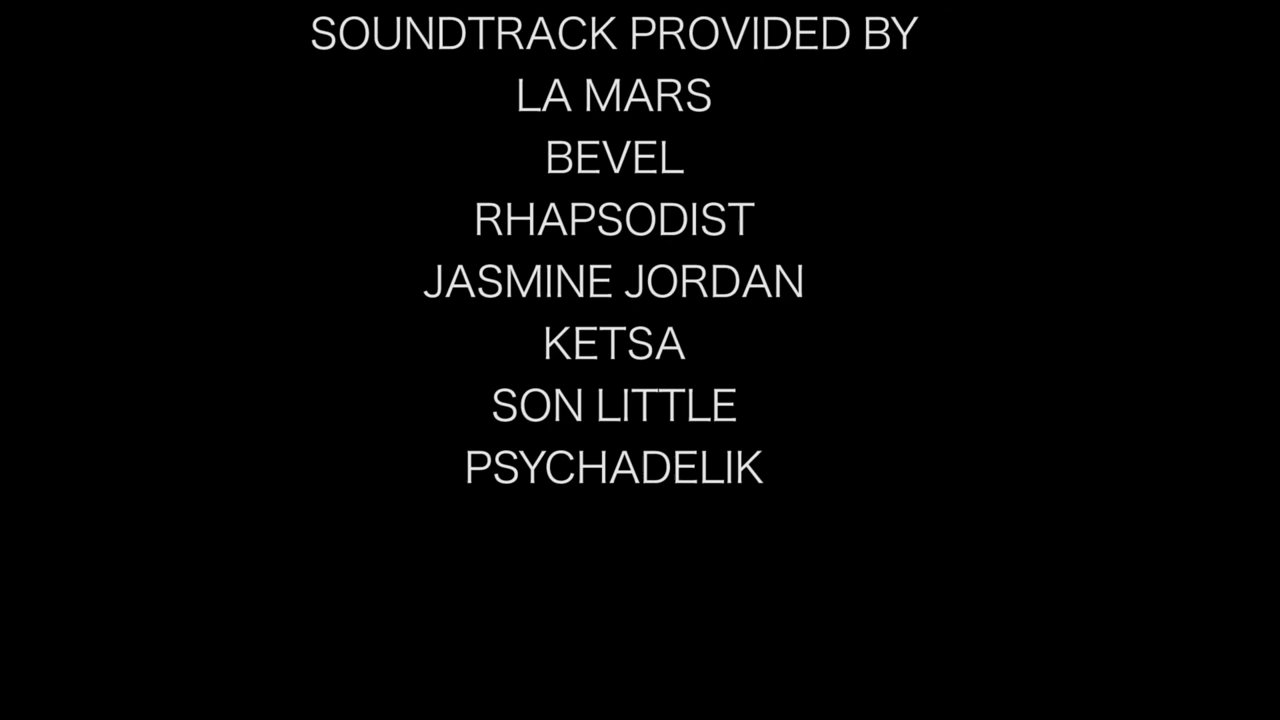 SOUNDTRACK PROVIDED BY
LA MARS
BEVEL
RHAPSODIST
JASMINE JORDAN
KETSA
SON LITTLE
PSYCHADELIK